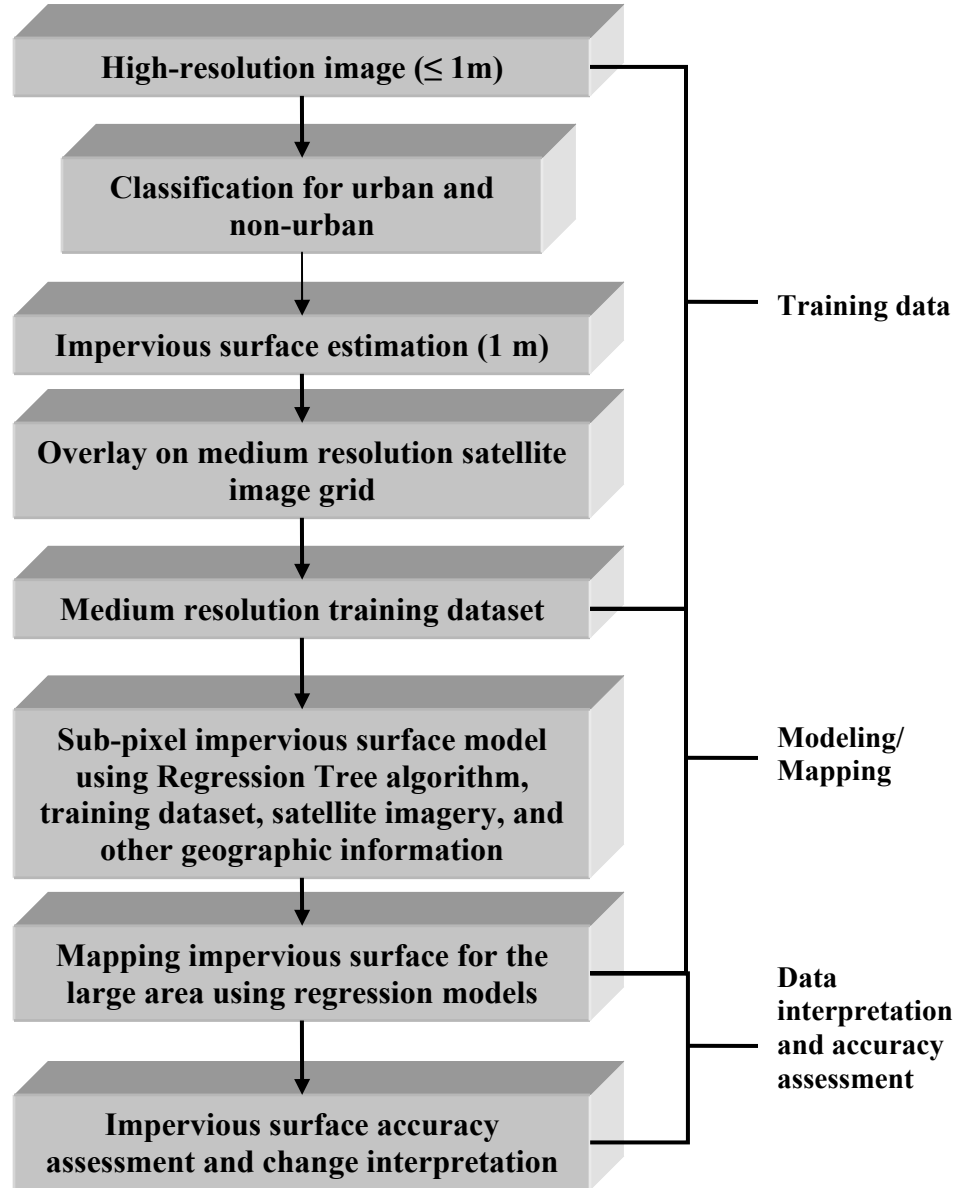 High-resolution image (≤ 1m)
Classification for urban and
non-urban
Impervious surface estimation (1 m)
Overlay on medium resolution satellite
image grid
Medium resolution training dataset
Sub-pixel impervious surface model
using Regression Tree algorithm,
training dataset, satellite imagery, and
other geographic information
Mapping impervious surface for the
large area using regression models
Impervious surface accuracy
assessment and change interpretation
Training data
Modeling/
Mapping
Data
interpretation
and accuracy
assessment